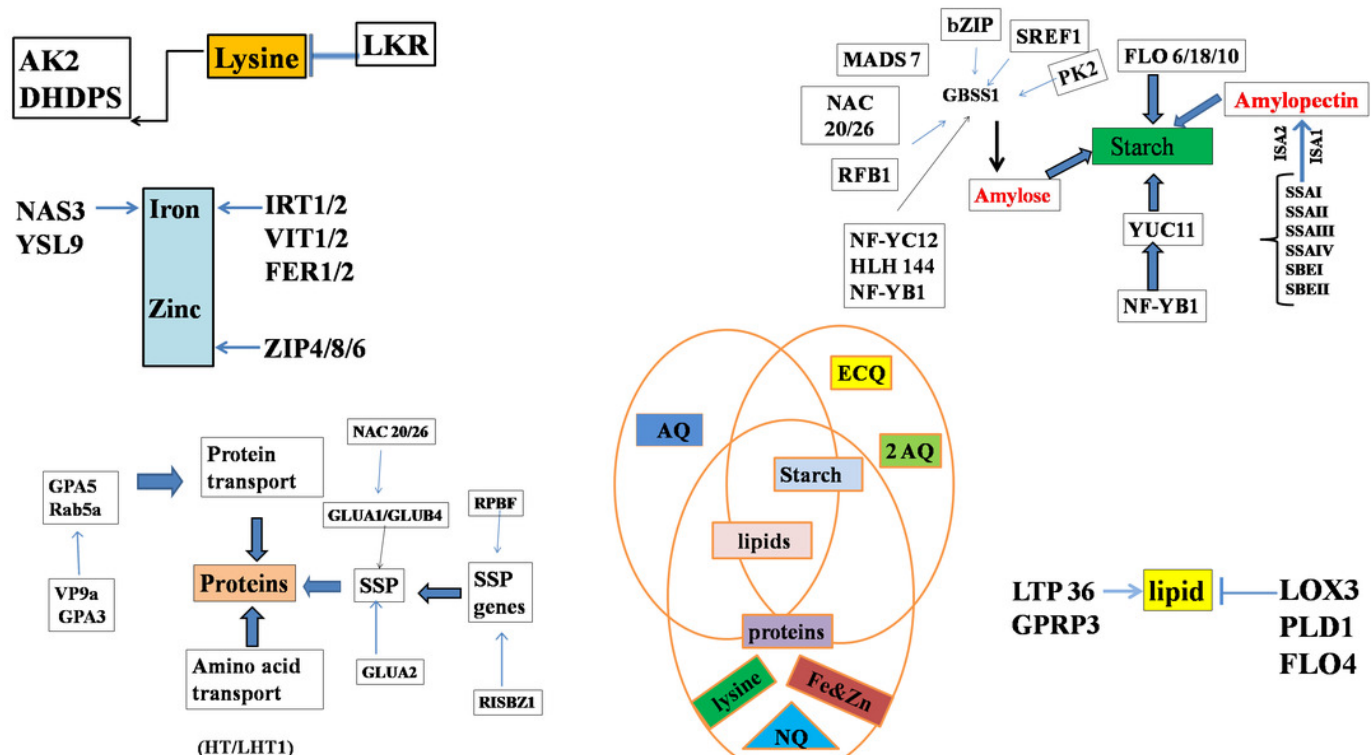 AK2
DHDPS
Lysine
LKR
NAS3
YSL9
Iron
Zinc
IRT1/2
VIT1/2
FER1/2
ZIP4/8/6
bZIP
SREF1
MADS 7
PK2
GBSS1
NAC
20/26
RFB1
NF-YC12
HLH 144
NF-YB1
Amylose
FLO 6/18/10
Amylopectin
Starch
ISA2
ISA1
SSAI
SSAII
SSAIII
SSAIV
SBEI
SBEII
YUC11
NF-YB1
GPA5
Rab5a
VP9a
GPA3
Protein
transport
Proteins
Amino acid
transport
(HT/LHT1)
NAC 20/26
GLUA1/GLUB4
SSP
GLUA2
RPBF
SSP
genes
RISBZ1
ECQ
AQ
2 AQ
Starch
lipids
proteins
lysine
Fe&Zn
NQ
LTP 36
GPRP3
lipid
LOX3
PLD1
FLO4